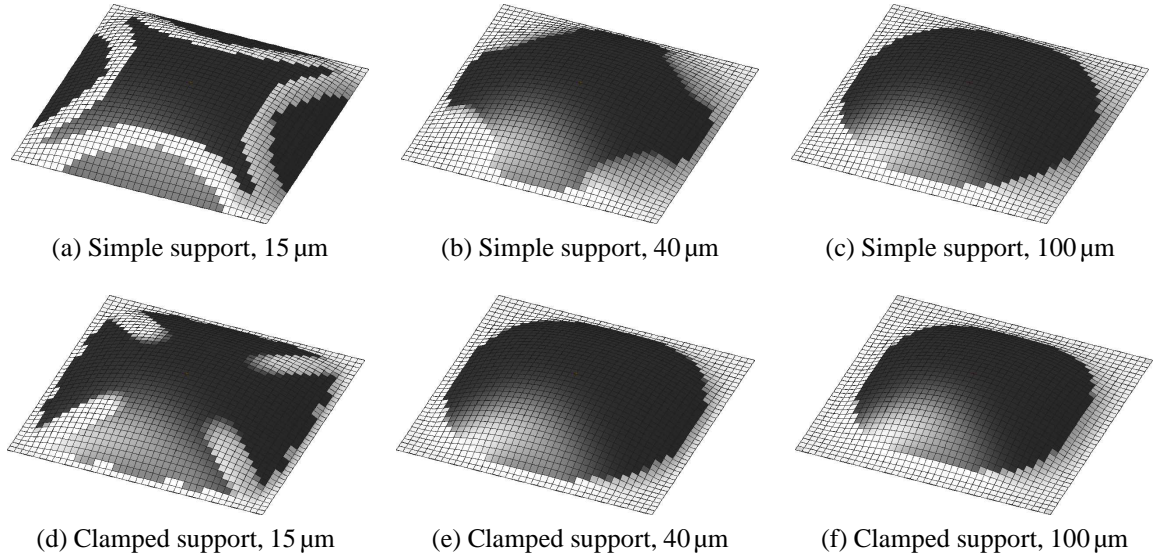 (a) Simple support, 15 µm
(b) Simple support, 40 µm
(c) Simple support, 100 µm
(d) Clamped support, 15 µm
(e) Clamped support, 40 µm
(f) Clamped support, 100 µm